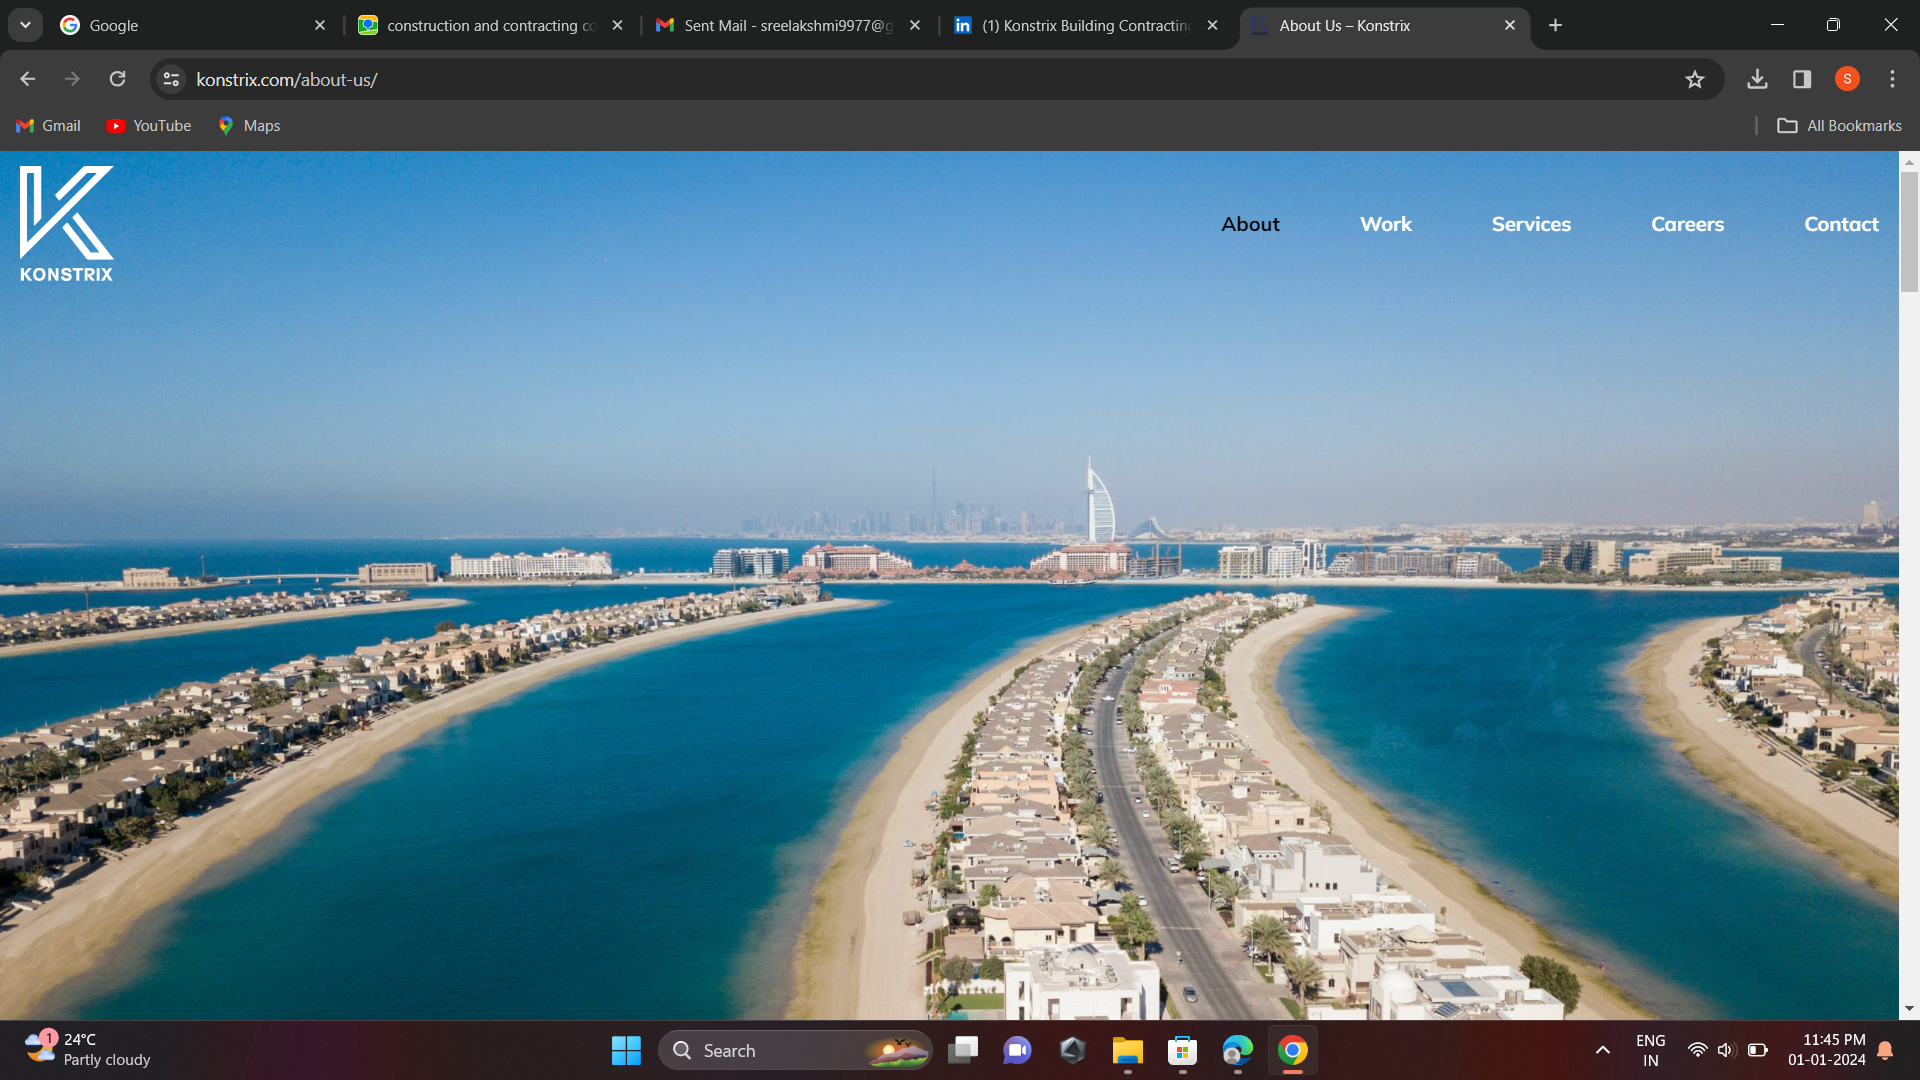 Google
construction and contracting co
Sent Mail - sreelakshmi9977@g
(1) Konstrix Building Contracting
About Us – Konstrix
konstrix.com/about-us/
S
Gmail
YouTube
Maps
All Bookmarks
KONSTRIX
About
Work
Services
Careers
Contact
1
24°C
Partly cloudy
Search
ENG
IN
11:45 PM
01-01-2024